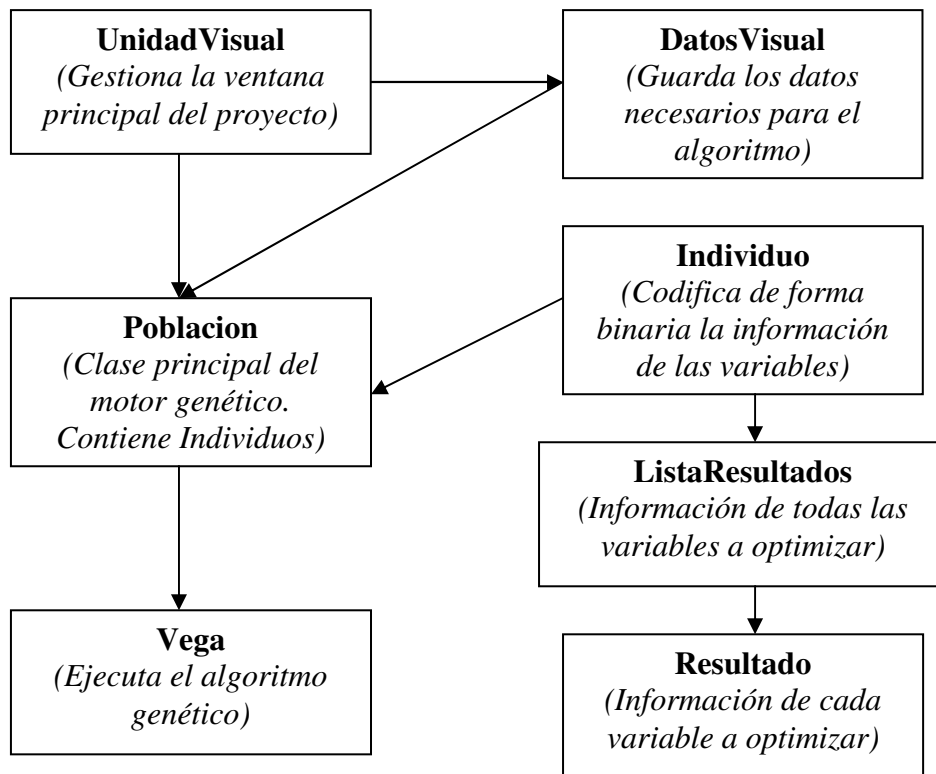 UnidadVisual
(Gestiona la ventana
principal del proyecto)
DatosVisual
(Guarda los datos
necesarios para el
algoritmo)
Individuo
(Codifica de forma
binaria la información
de las variables)
Poblacion
(Clase principal del
motor genético.
Contiene Individuos)
ListaResultados
(Información de todas las
variables a optimizar)
Vega
(Ejecuta el algoritmo
genético)
Resultado
(Información de cada
variable a optimizar)